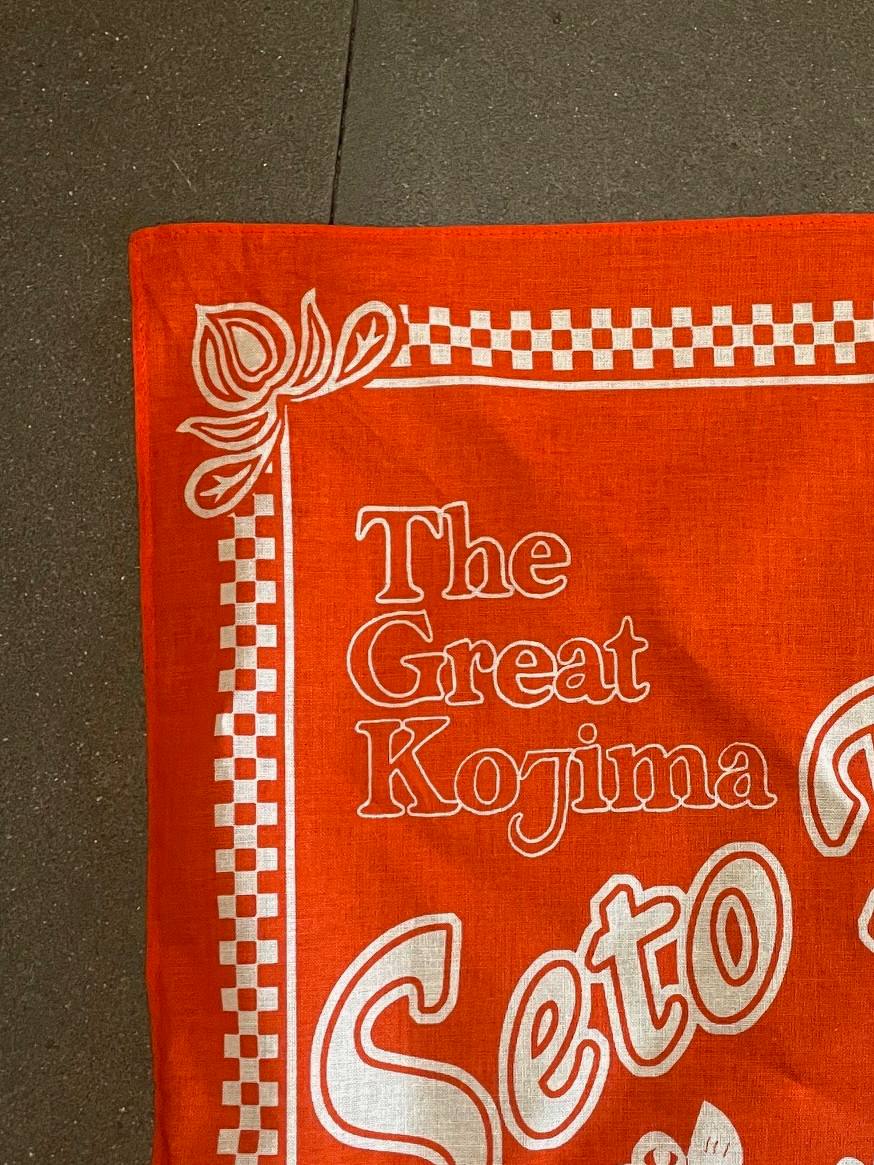 The
Great
Kojima
Seto